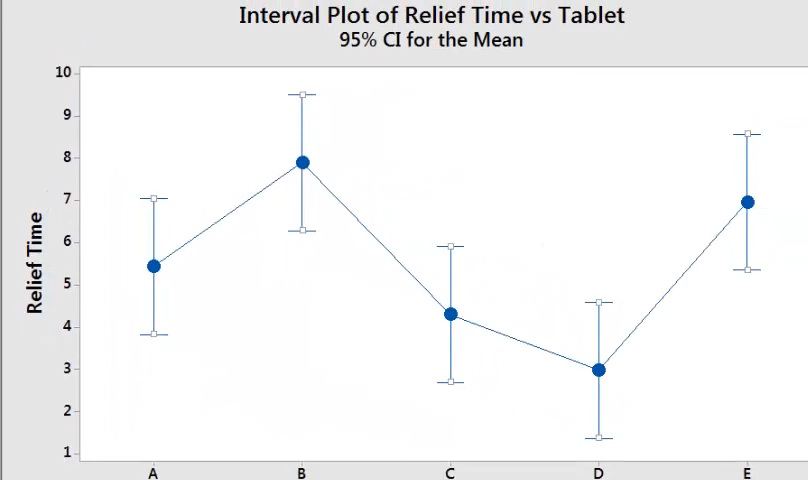 Interval Plot of Relief Time vs Tablet
95% CI for the Mean
Relief Time
10
9
8
7
6
5
4
3
2
1
A B C D E